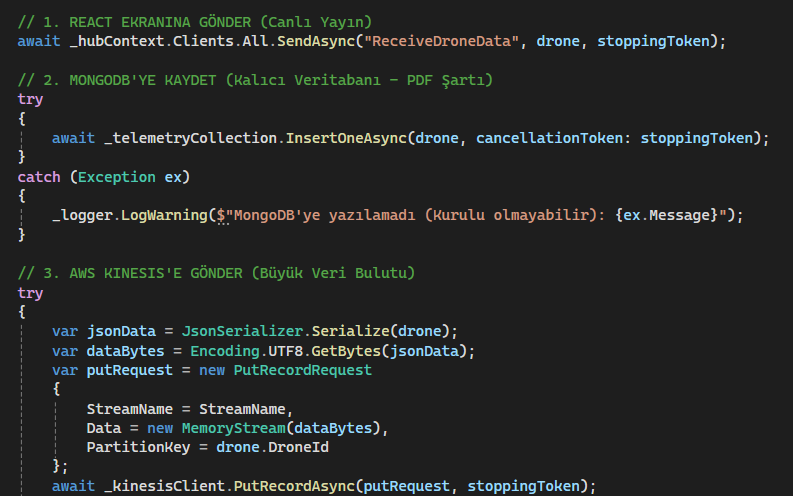 // 1. REACT EKRANINA GÖNDER (Canlı Yayın)
await _hubContext.Clients.All.SendAsync("ReceiveDroneData", drone, stoppingToken);
// 2. MONGODB'YE KAYDET (Kalıcı Veritabanı - PDF Şartı)
try
{
await _telemetryCollection.InsertOneAsync(drone, cancellationToken: stoppingToken);
}
catch (Exception ex)
{
_logger.LogWarning($"MongoDB'ye yazılamadı (Kurulu olmayabilir): {ex.Message}");
}
// 3. AWS KINESIS'E GÖNDER (Büyük Veri Bulutu)
try
{
var jsonData = JsonSerializer.Serialize(drone);
var dataBytes = Encoding.UTF8.GetBytes(jsonData);
var putRequest = new PutRecordRequest
{
StreamName = StreamName,
Data = new MemoryStream(dataBytes),
PartitionKey = drone.DroneId
};
await _kinesisClient.PutRecordAsync(putRequest, stoppingToken);